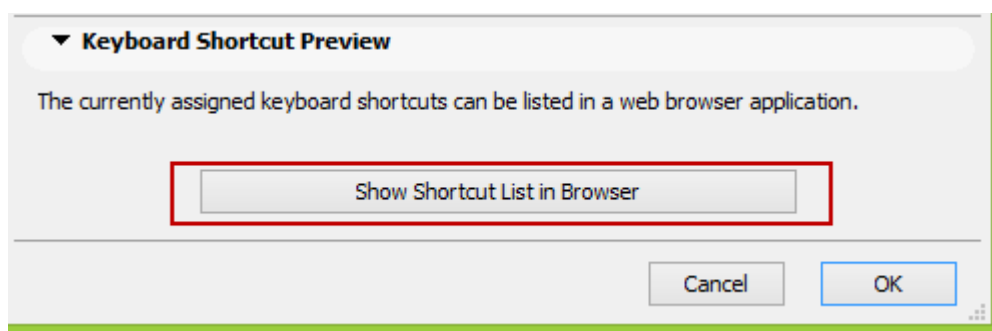 Keyboard Shortcut Preview
The currently assigned keyboard shortcuts can be listed in a web browser application.
Show Shortcut List in Browser
Cancel OK